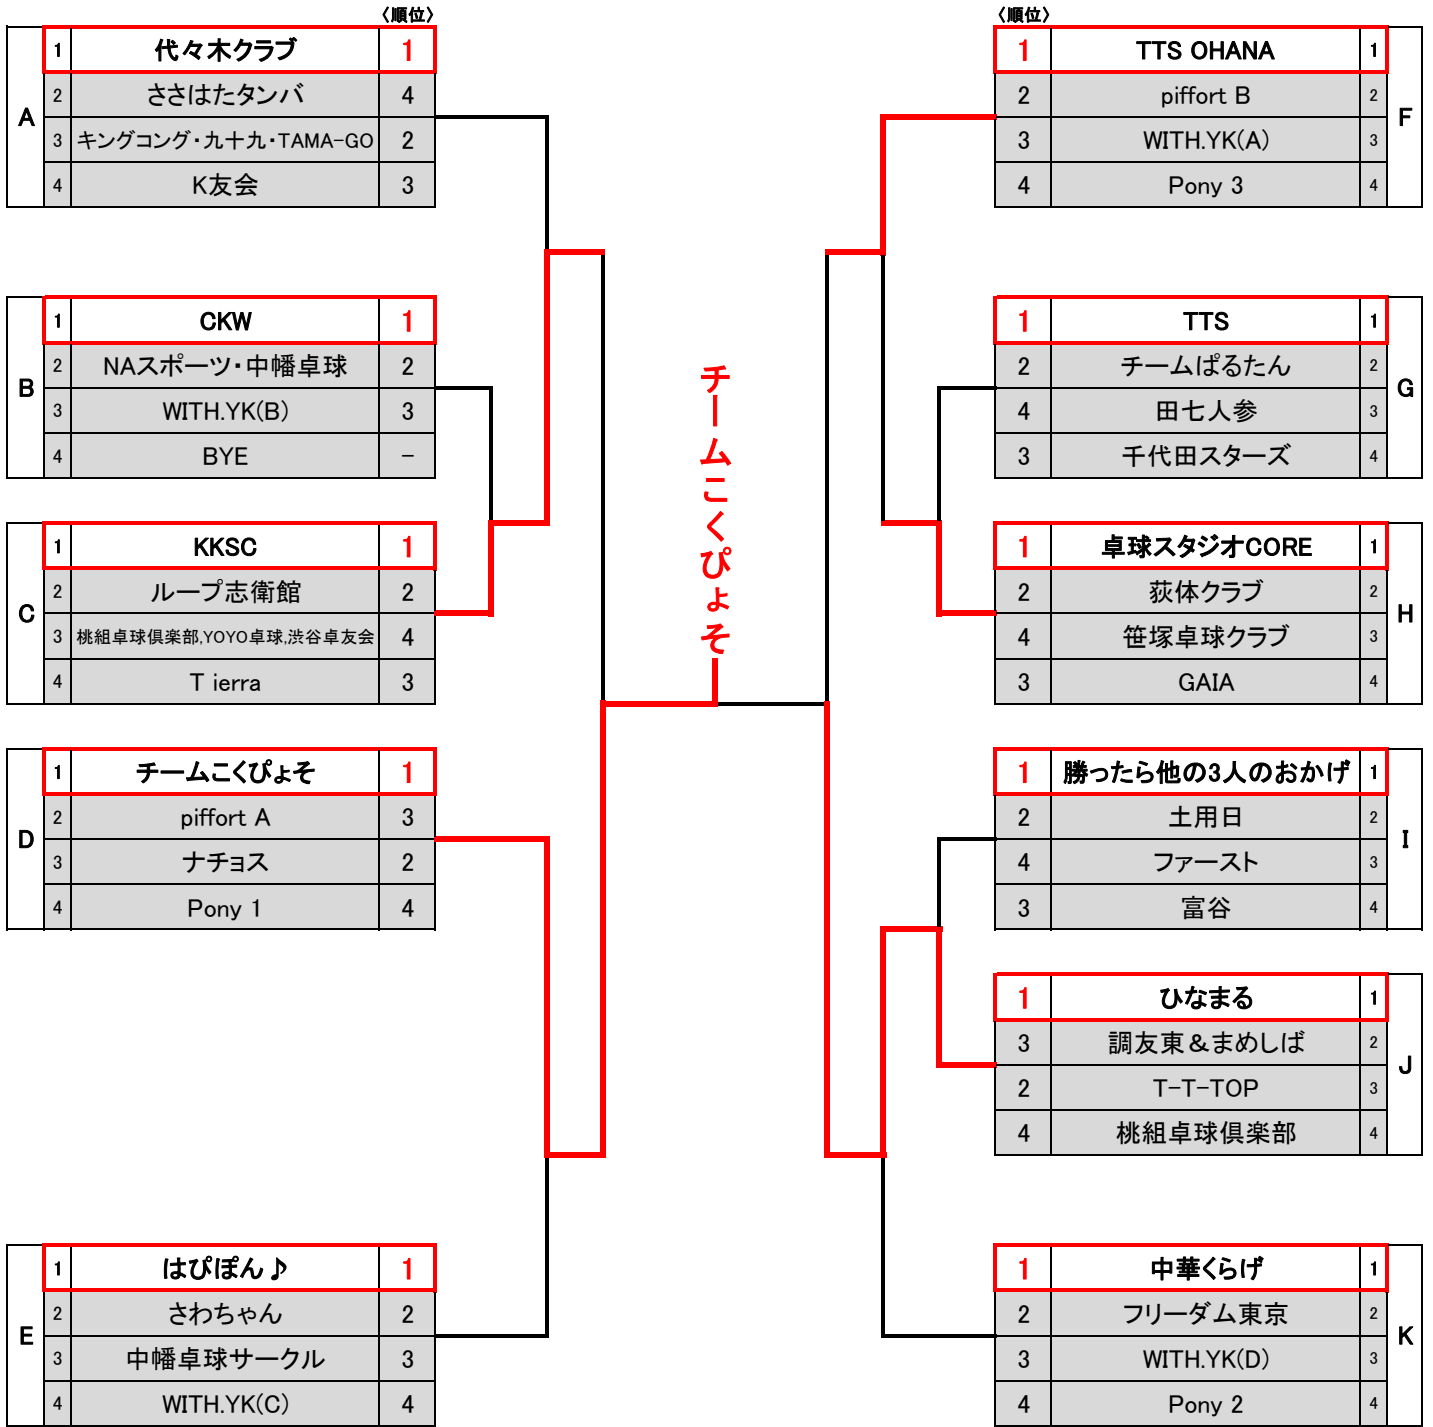 〈順位〉
A
1 代々木クラブ 1
2 ささはたタンバ 4
3 キングコング・九十九・TAMA-GO 2
4 K友会 3
B
1 CKW 1
2 NAスポーツ・中幡卓球 2
3 WITH.YK(B) 3
4 BYE －
C
1 KKSC 1
2 ループ志衛館 2
3 桃組卓球倶楽部,YOYO卓球,渋谷卓友会 4
4 T ierra 3
D
1 チームこくぴょそ 1
2 piffort A 3
3 ナチョス 2
4 Pony 1 4
E
1 はぴぽん♪ 1
2 さわちゃん 2
3 中幡卓球サークル 3
4 WITH.YK(C) 4
チームこくぴょそ
〈順位〉
F
1 TTS OHANA 1
2 piffort B 2
3 WITH.YK(A) 3
4 Pony 3 4
G
1 TTS 1
2 チームぱるたん 2
4 田七人参 3
3 千代田スターズ 4
H
1 卓球スタジオCORE 1
2 荻体クラブ 2
4 笹塚卓球クラブ 3
3 GAIA 4
I
1 勝ったら他の3人のおかげ 1
2 土用日 2
4 ファースト 3
3 富谷 4
J
1 ひなまる 1
3 調友東＆まめしば 2
2 T-T-TOP 3
4 桃組卓球倶楽部 4
K
1 中華くらげ 1
2 フリーダム東京 2
3 WITH.YK(D) 3
4 Pony 2 4